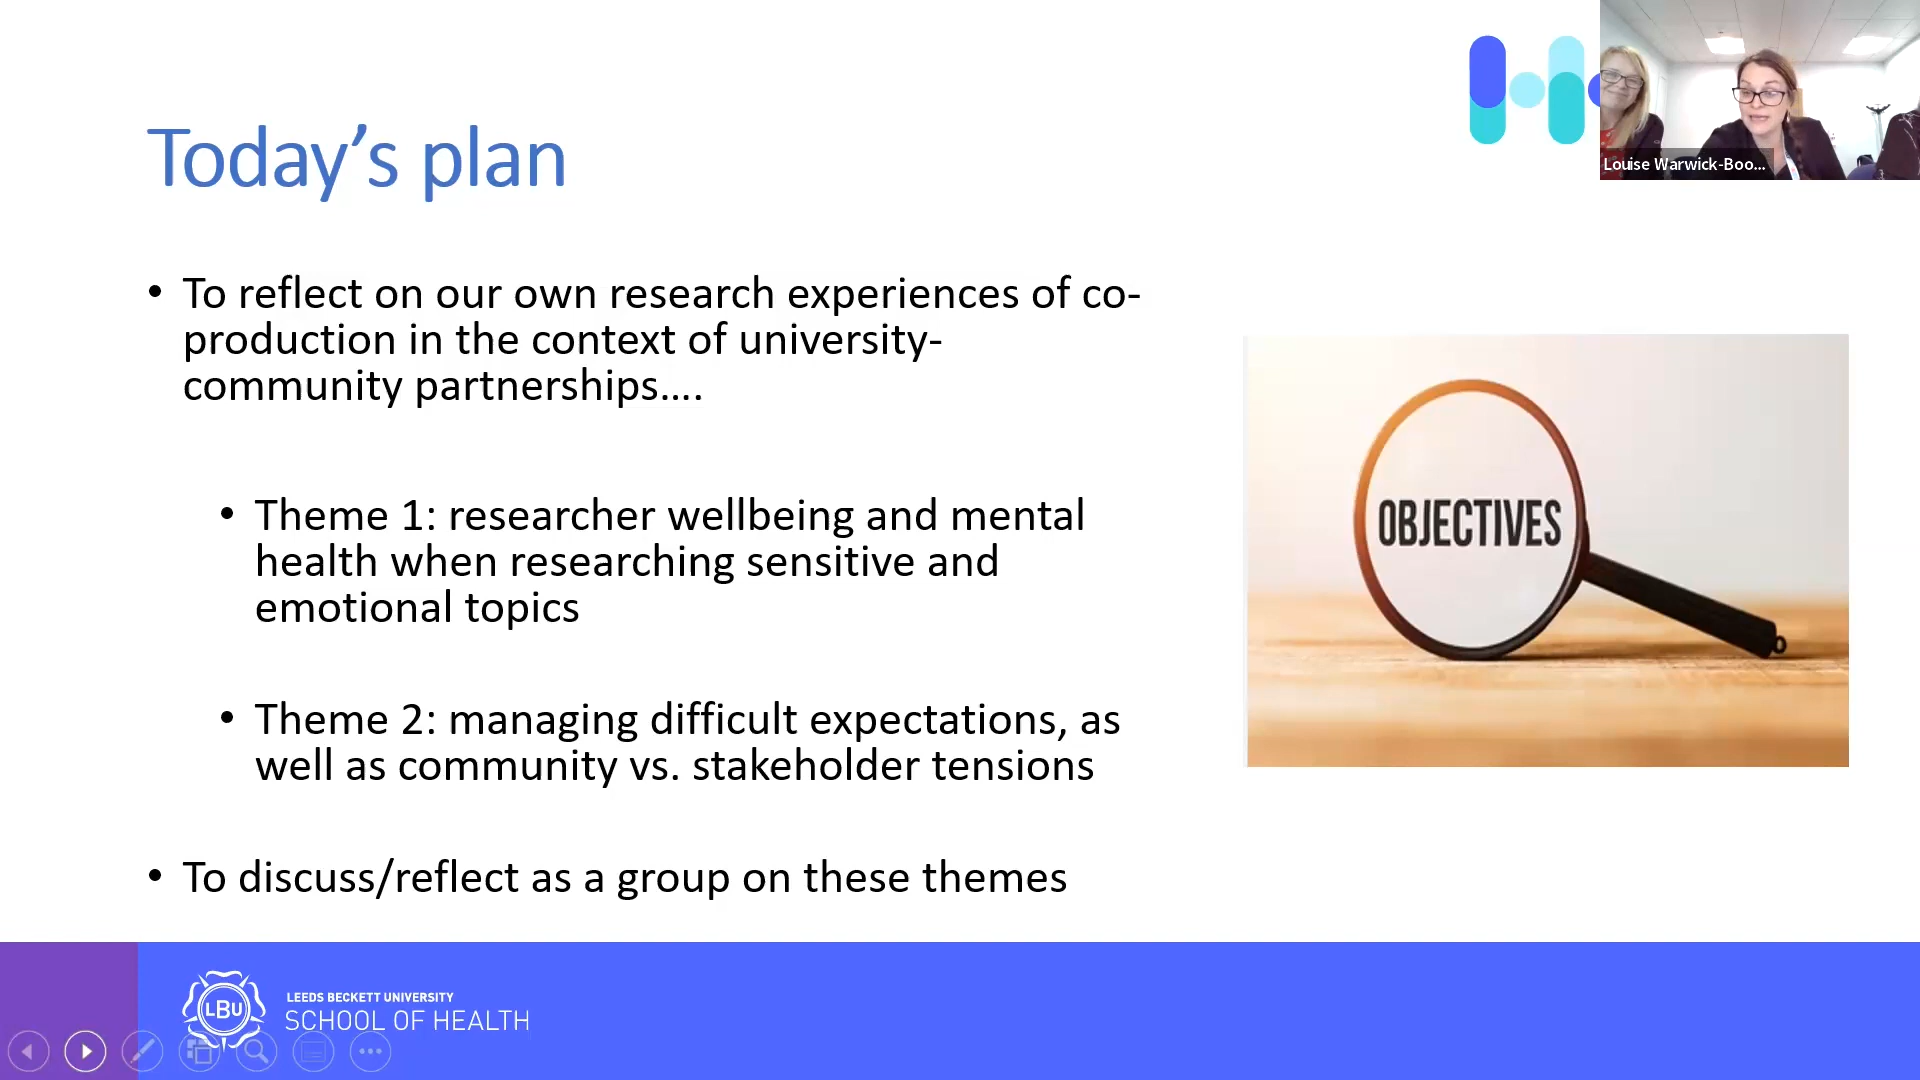 Today’s plan
Louise Warwick-Boo...
• To reflect on our own research experiences of co-
production in the context of university-
community partnerships....
• Theme 1: researcher wellbeing and mental
health when researching sensitive and
emotional topics
• Theme 2: managing difficult expectations, as
well as community vs. stakeholder tensions
• To discuss/reflect as a group on these themes
OBJECTIVES
LBU
LEEDS BECKETT UNIVERSITY
SCHOOL OF HEALTH